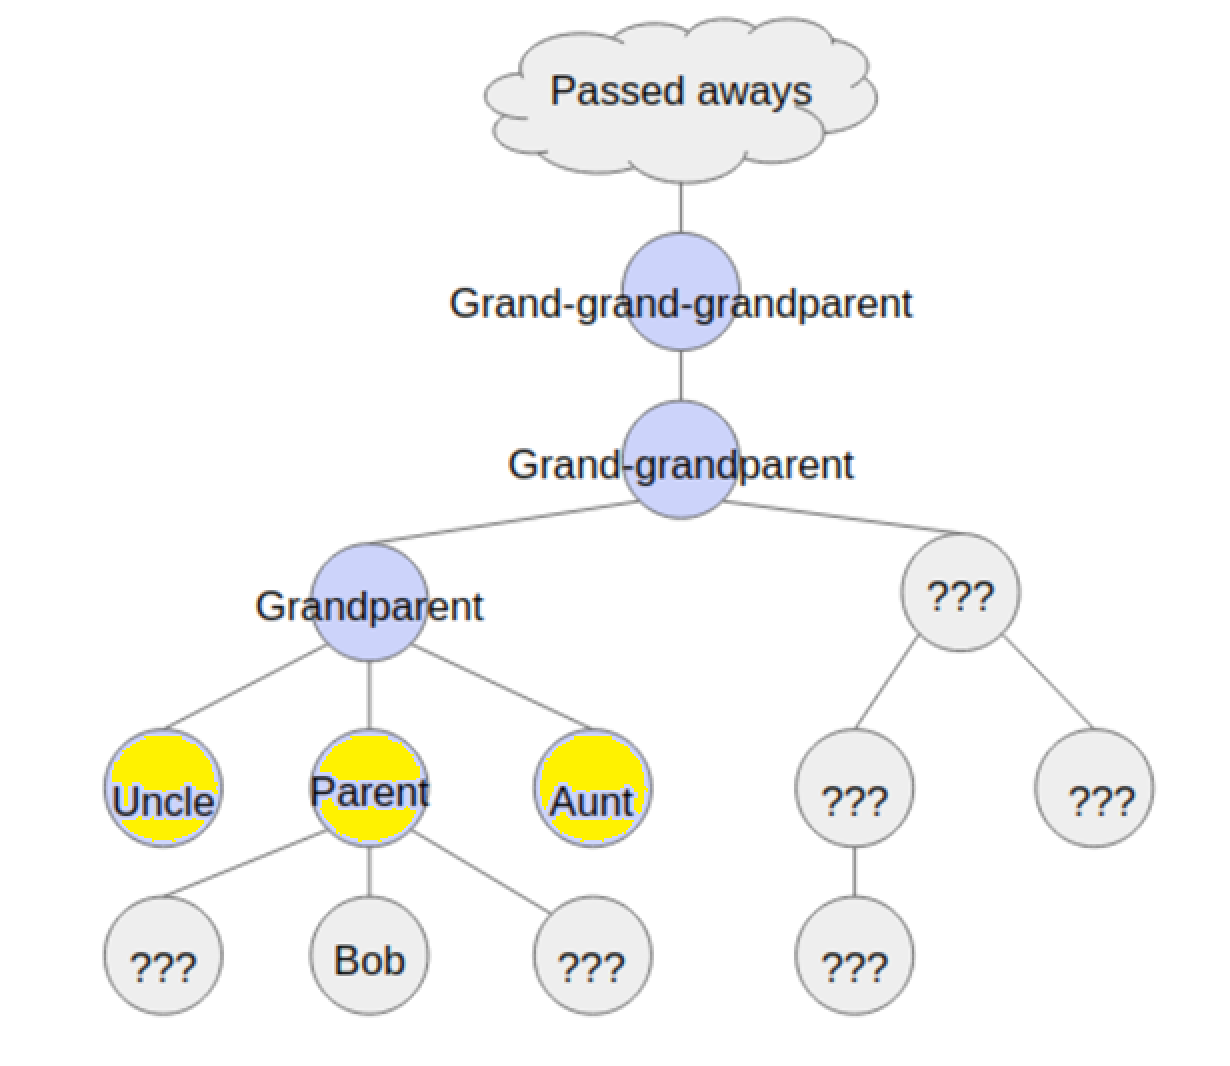 Passed aways
Grand-grand-grandparent
Grand-grandparent
Grandparent
???
Uncle
Parent
Aunt
???
???
???
Bob
???
???